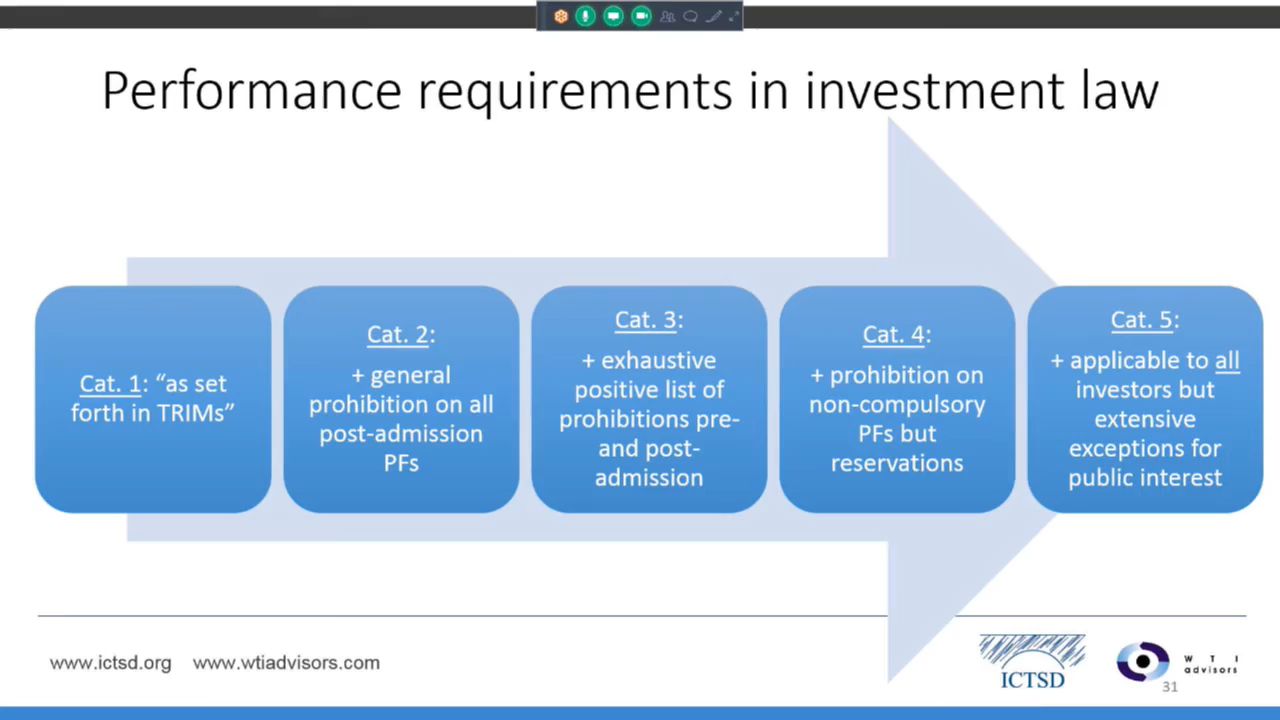 Performance requirements in investment law
Cat. 1: “as set
forth in TRIMs”
Cat. 2:
+ general
prohibition on all
post-admission
PFs
Cat. 3:
+ exhaustive
positive list of
prohibitions pre-
and post-
admission
Cat. 4:
+ prohibition on
non-compulsory
PFs but
reservations
Cat. 5:
+ applicable to all
investors but
extensive
exceptions for
public interest
www.ictsd.org www.wtiadvisors.com
ICTSD
W T I
advisors
31